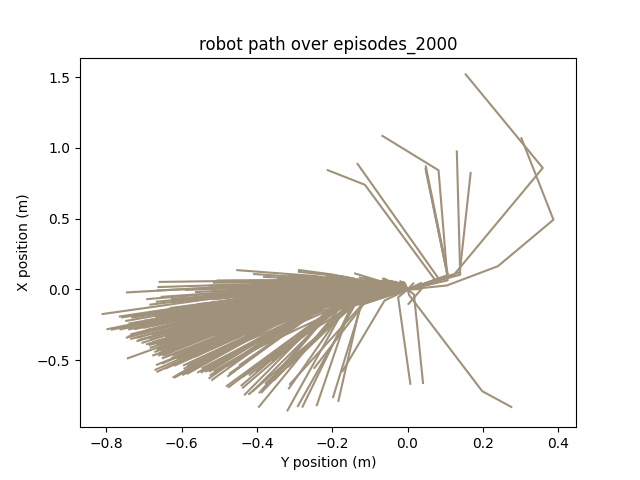 robot path over episodes_2000
1.5
1.0
0.5
0.0
−0.5
X position (m)
−0.8 −0.6 −0.4 −0.2 0.0 0.2 0.4
Y position (m)